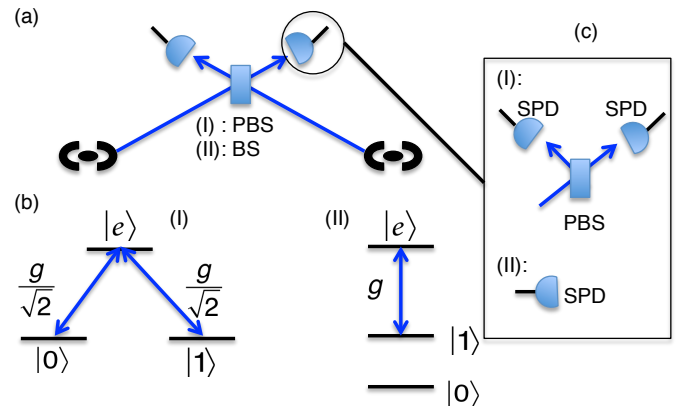 (a)
(I) : PBS
(II): BS
(b)
|e⟩
(I)
g/√2
g/√2
|0⟩
|1⟩
(II)
|e⟩
g
|1⟩
|0⟩
(c)
(I):
SPD
SPD
PBS
(II):
SPD